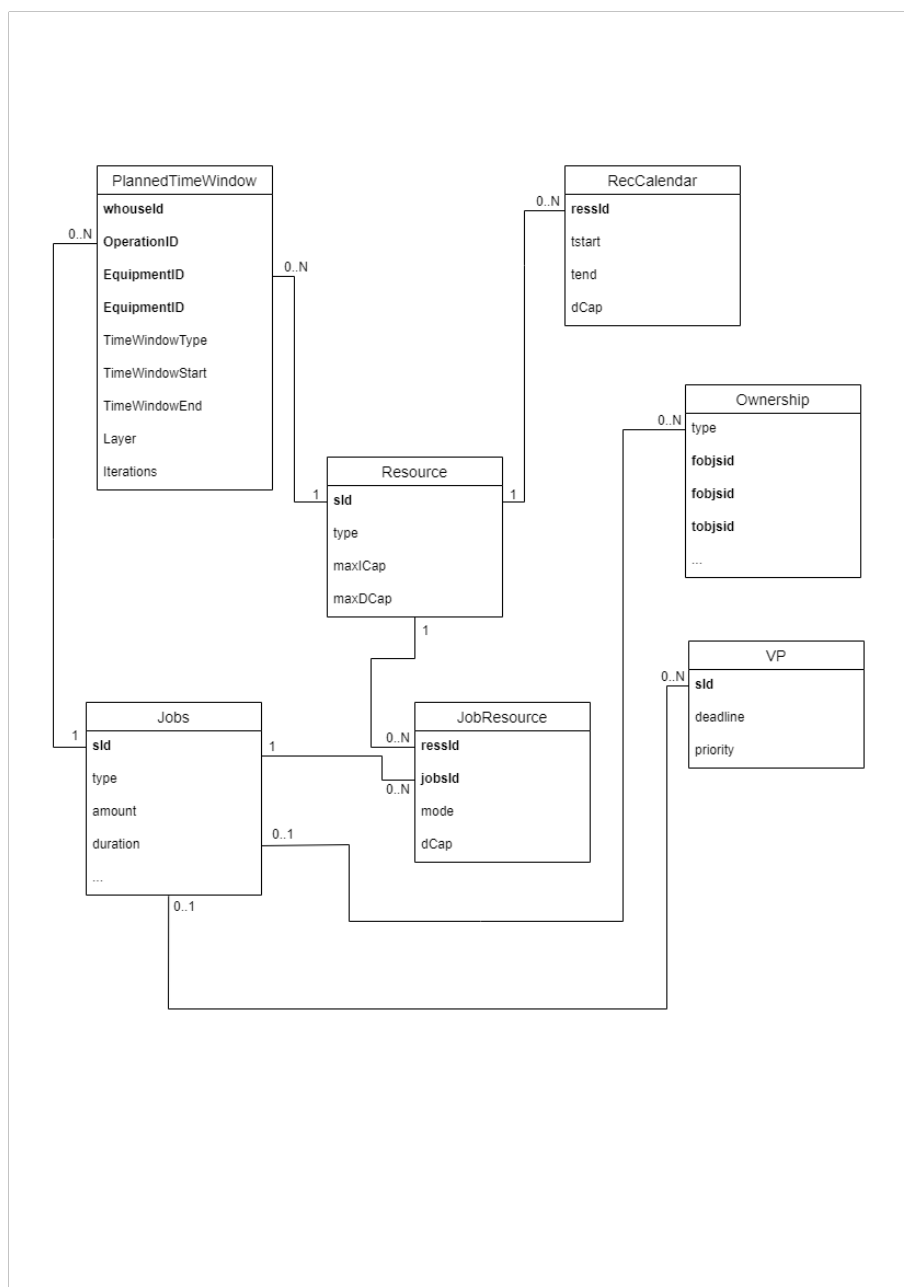 PlannedTimeWindow
whouseId
OperationID
EquipmentID
EquipmentID
TimeWindowType
TimeWindowStart
TimeWindowEnd
Layer
Iterations
0..N
0..N
RecCalendar
ressId
tstart
tend
dCap
0..N
Ownership
type
fobjsid
fobjsid
tobjsid
...
0..N
Resource
sId
type
maxICap
maxDCap
1
1
1
VP
sId
deadline
priority
0..N
Jobs
sId
type
amount
duration
...
1
1
0..1
0..1
JobResource
ressId
jobsId
mode
dCap
0..N
0..N